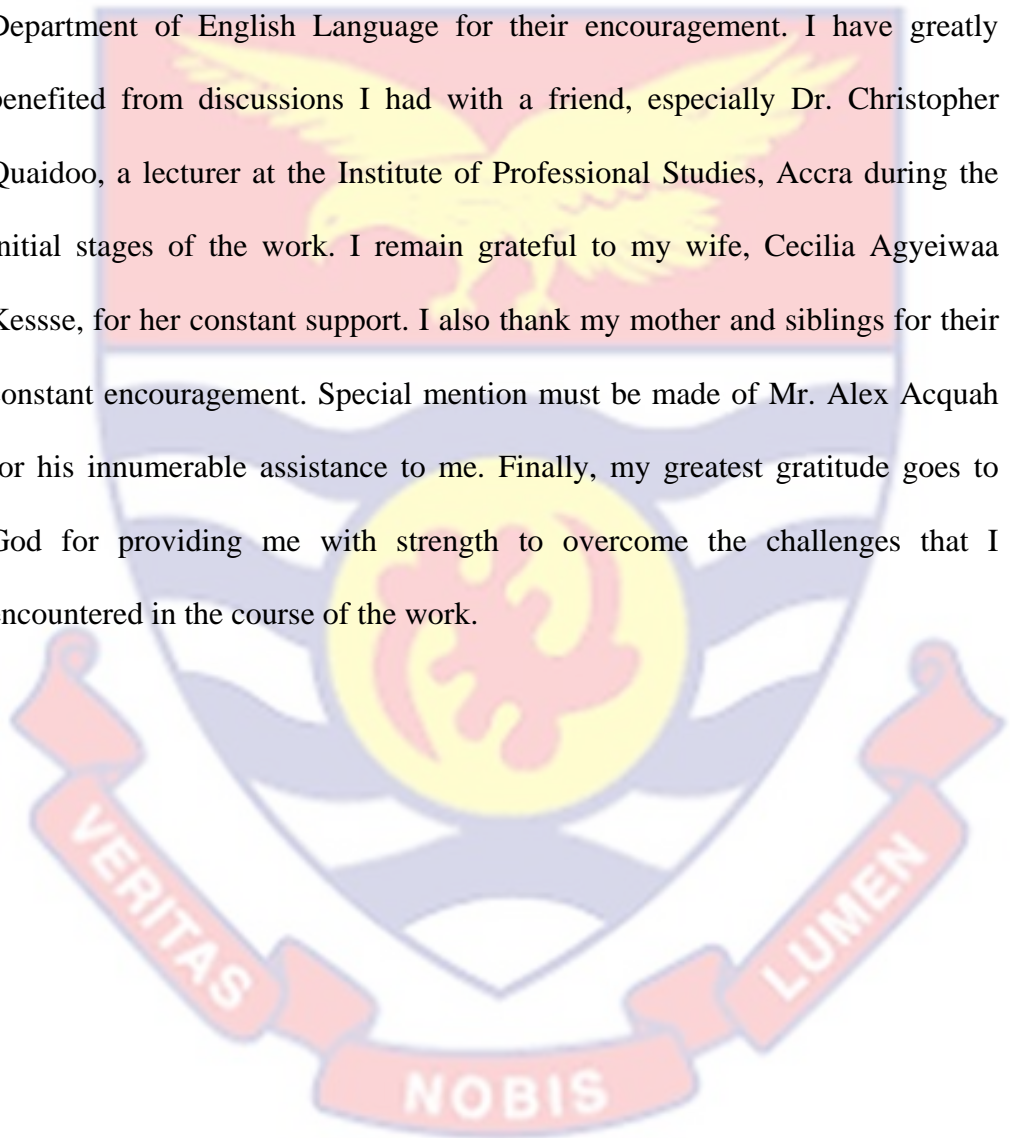 Department of English Language for their encouragement. I have greatly
benefited from discussions I had with a friend, especially Dr. Christopher
Quaidoo, a lecturer at the Institute of Professional Studies, Accra during the
initial stages of the work. I remain grateful to my wife, Cecilia Agyeiwaa
Kessse, for her constant support. I also thank my mother and siblings for their
constant encouragement. Special mention must be made of Mr. Alex Acquah
for his innumerable assistance to me. Finally, my greatest gratitude goes to
God for providing me with strength to overcome the challenges that I
encountered in the course of the work.
VERITAS
NOBIS
LUMEN